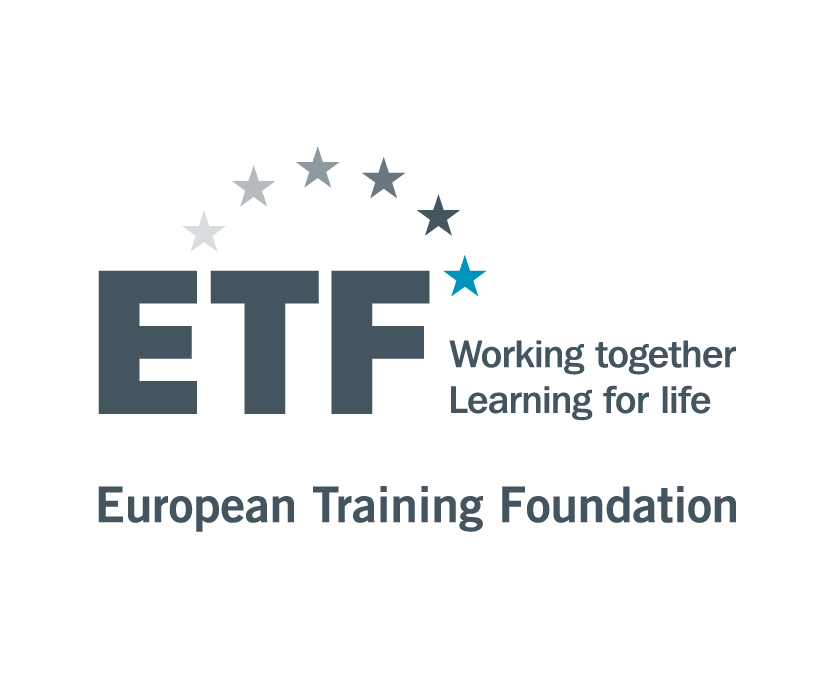 ETF
Working together
Learning for life
European Training Foundation